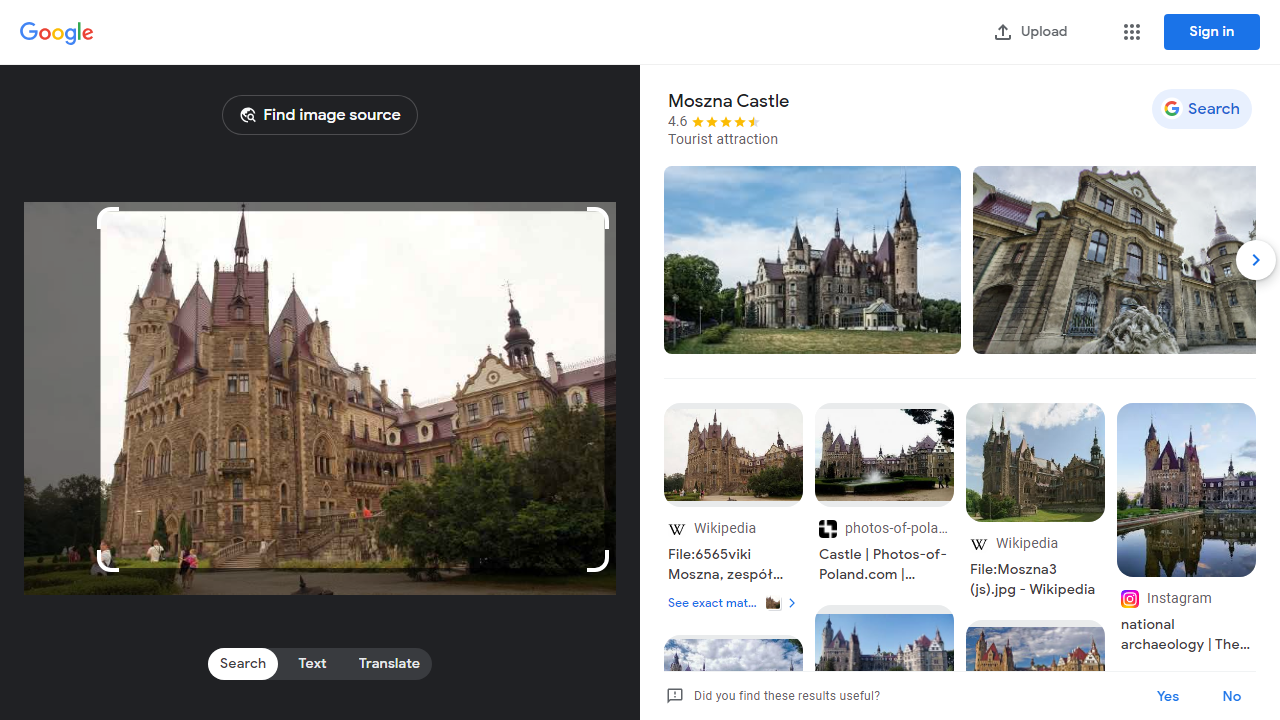 Google
Upload
Sign in
Find image source
Search
Text
Translate
Moszna Castle
4.6
Tourist attraction
Search
Wikipedia
File:6565viki
Moszna, zespół...
See exact mat...
photos-of-pola...
Castle | Photos-of-
Poland.com |...
Wikipedia
File:Moszna3
(js).jpg - Wikipedia
Instagram
national
archaeology | The...
Did you find these results useful?
Yes
No